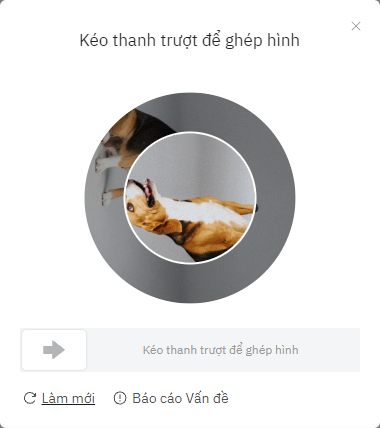 Kéo thanh trượt để ghép hình
Kéo thanh trượt để ghép hình
Làm mới Báo cáo Vấn đề